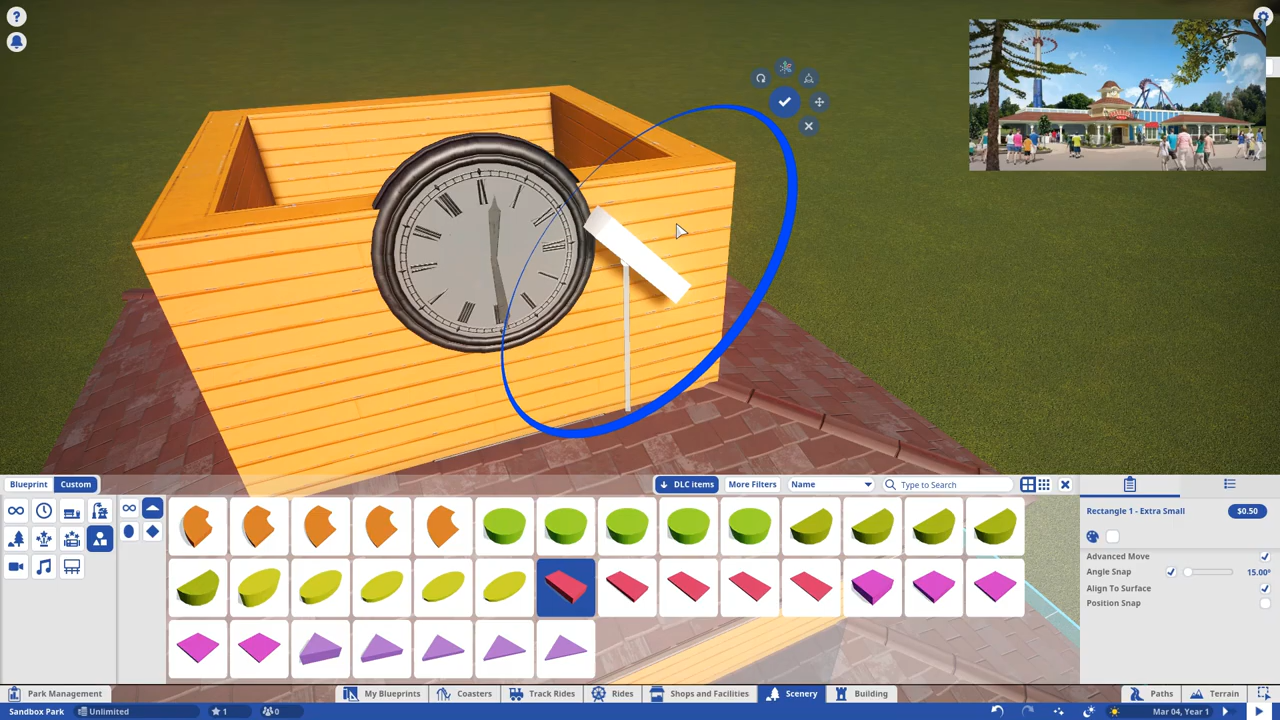 ?
Blueprint
Custom
DLC items
More Filters
Name
Type to Search
Rectangle 1 - Extra Small
$0.50
Advanced Move
Angle Snap
15.00°
Align To Surface
Position Snap
Park Management
My Blueprints
Coasters
Track Rides
Rides
Shops and Facilities
Scenery
Building
Paths
Terrain
Sandbox Park
Unlimited
1
0
Mar 04, Year 1